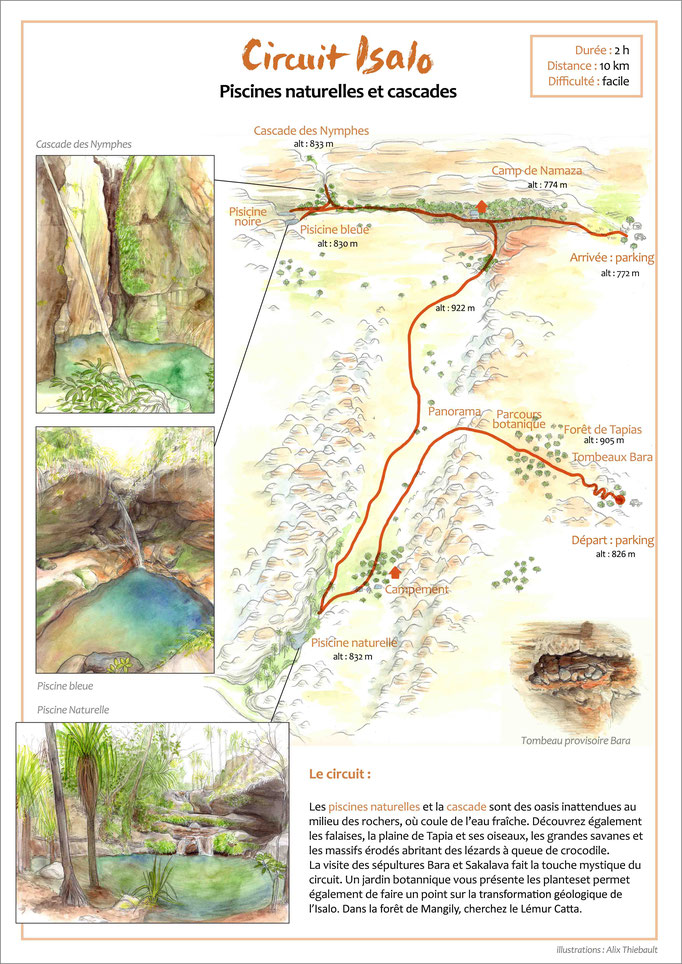 Circuit Isalo
Piscines naturelles et cascades
Durée : 2 h
Distance : 10 km
Difficulté : facile
Cascade des Nymphes
Cascade des Nymphes
alt : 833 m
Camp de Namaza
alt : 774 m
Pisicine
noire
Pisicine bleue
alt : 830 m
Arrivée : parking
alt : 772 m
alt : 922 m
Panorama
Parcours
botanique
Forêt de Tapias
alt : 905 m
Tombeaux Bara
Départ : parking
alt : 826 m
Campement
Pisicine naturelle
alt : 832 m
Piscine bleue
Piscine Naturelle
Tombeau provisoire Bara
Le circuit :
Les piscines naturelles et la cascade sont des oasis inattendues au
milieu des rochers, où coule de l'eau fraîche. Découvrez également
les falaises, la plaine de Tapia et ses oiseaux, les grandes savanes et
les massifs érodés abritant des lézards à queue de crocodile.
La visite des sépultures Bara et Sakalava fait la touche mystique du
circuit. Un jardin botannique vous présente les planteset permet
également de faire un point sur la transformation géologique de
l'Isalo. Dans la forêt de Mangily, cherchez le Lémur Catta.
illustrations : Alix Thiebault